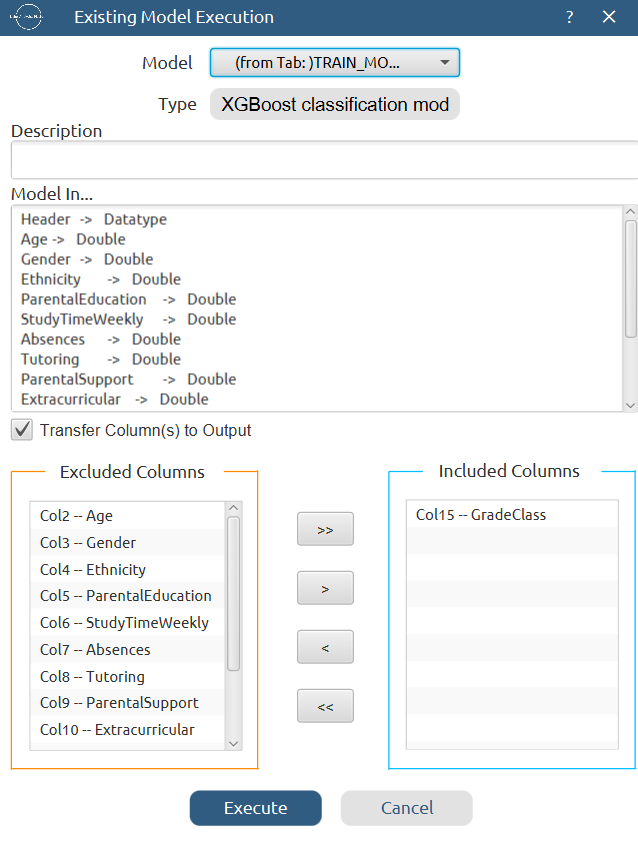 Existing Model Execution ? ✕
Model (from Tab: )TRAIN_MO...
Type XGBoost classification mod
Description
Model In...
Header -> Datatype
Age -> Double
Gender -> Double
Ethnicity -> Double
ParentalEducation -> Double
StudyTimeWeekly -> Double
Absences -> Double
Tutoring -> Double
ParentalSupport -> Double
Extracurricular -> Double
Transfer Column(s) to Output
Excluded Columns
Col2 -- Age
Col3 -- Gender
Col4 -- Ethnicity
Col5 -- ParentalEducation
Col6 -- StudyTimeWeekly
Col7 -- Absences
Col8 -- Tutoring
Col9 -- ParentalSupport
Col10 -- Extracurricular
>>
>
<
<<
Included Columns
Col15 -- GradeClass
Execute
Cancel